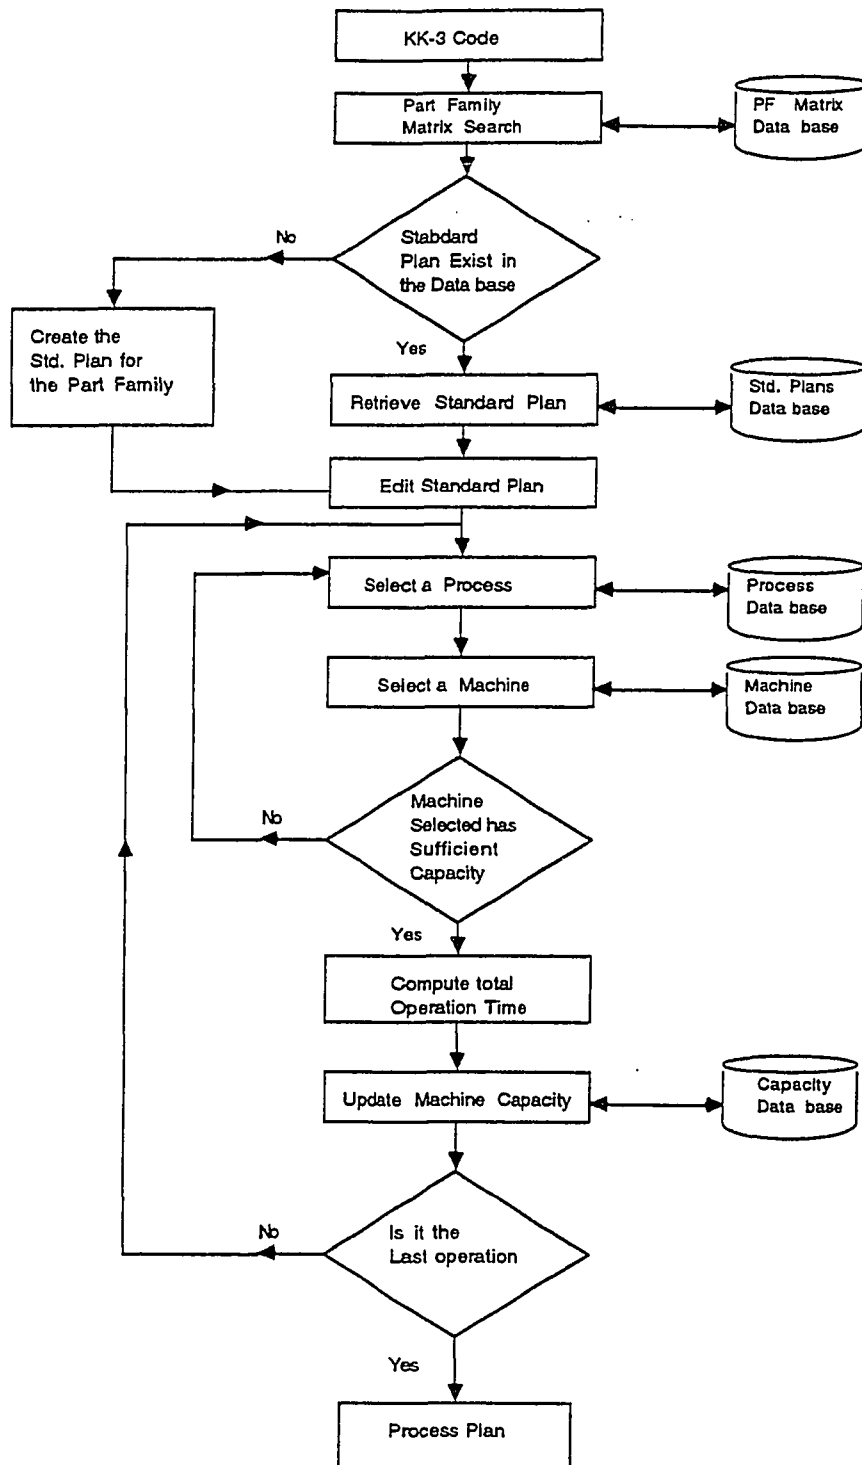 KK-3 Code
Part Family
Matrix Search
PF Matrix
Data base
No
Stabdard
Plan Exist in
the Data base
Create the
Std. Plan for
the Part Family
Yes
Retrieve Standard Plan
Std. Plans
Data base
Edit Standard Plan
Select a Process
Process
Data base
Select a Machine
Machine
Data base
No
Machine
Selected has
Sufficient
Capacity
Yes
Compute total
Operation Time
Update Machine Capacity
Capacity
Data base
No
Is it the
Last operation
Yes
Process Plan